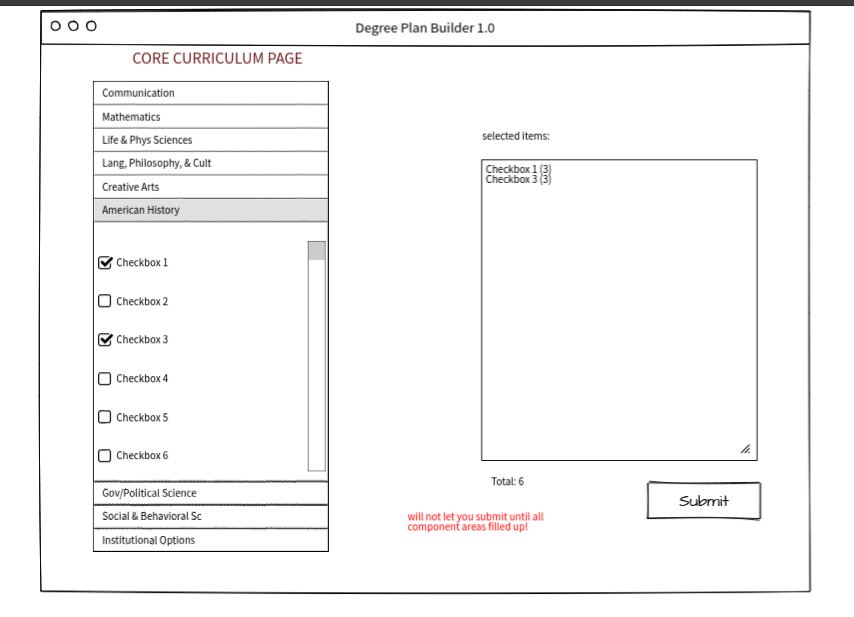 Degree Plan Builder 1.0
CORE CURRICULUM PAGE
Communication
Mathematics
Life & Phys Sciences
Lang, Philosophy, & Cult
Creative Arts
American History
Checkbox 1
Checkbox 2
Checkbox 3
Checkbox 4
Checkbox 5
Checkbox 6
Gov/Political Science
Social & Behavioral Sc
Institutional Options
selected items:
Checkbox 1 (3)
Checkbox 3 (3)
Total: 6
Submit
will not let you submit until all
component areas filled up!